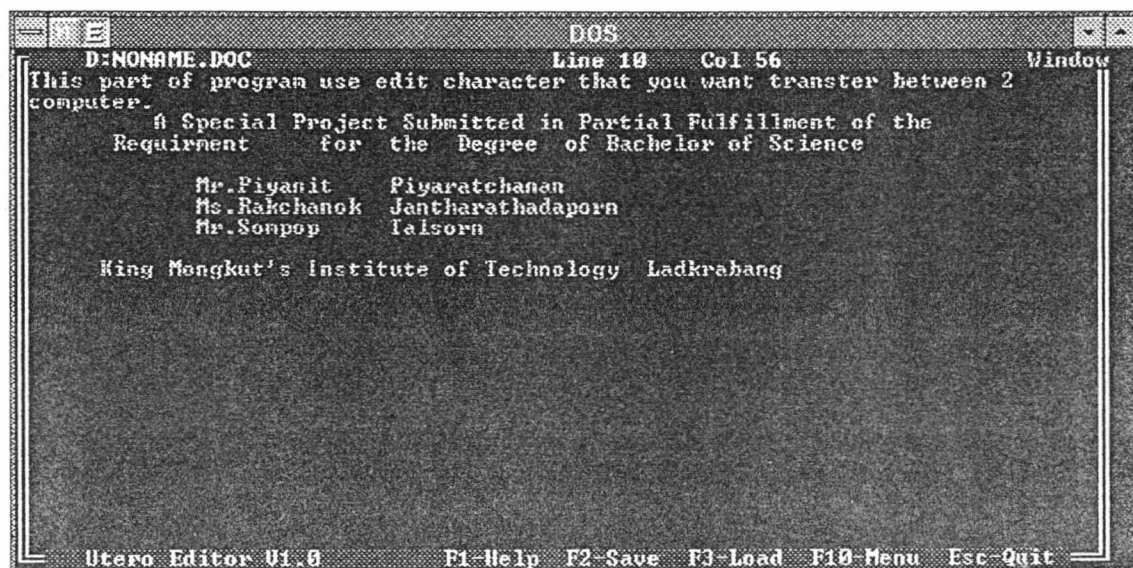 DOS
D:NONAME.DOC Line 10 Col 56 Window
This part of program use edit character that you want transter between 2
computer.
A Special Project Submitted in Partial Fulfillment of the
Requirment for the Degree of Bachelor of Science
Mr.Piyanit Piyaratchanan
Ms.Rakchanok Jantharathadaporn
Mr.Sompop Iaisorn
King Mongkut's Institute of Technology Ladkrabang
Utero Editor V1.0 F1-Help F2-Save F3-Load F10-Menu Esc-Quit